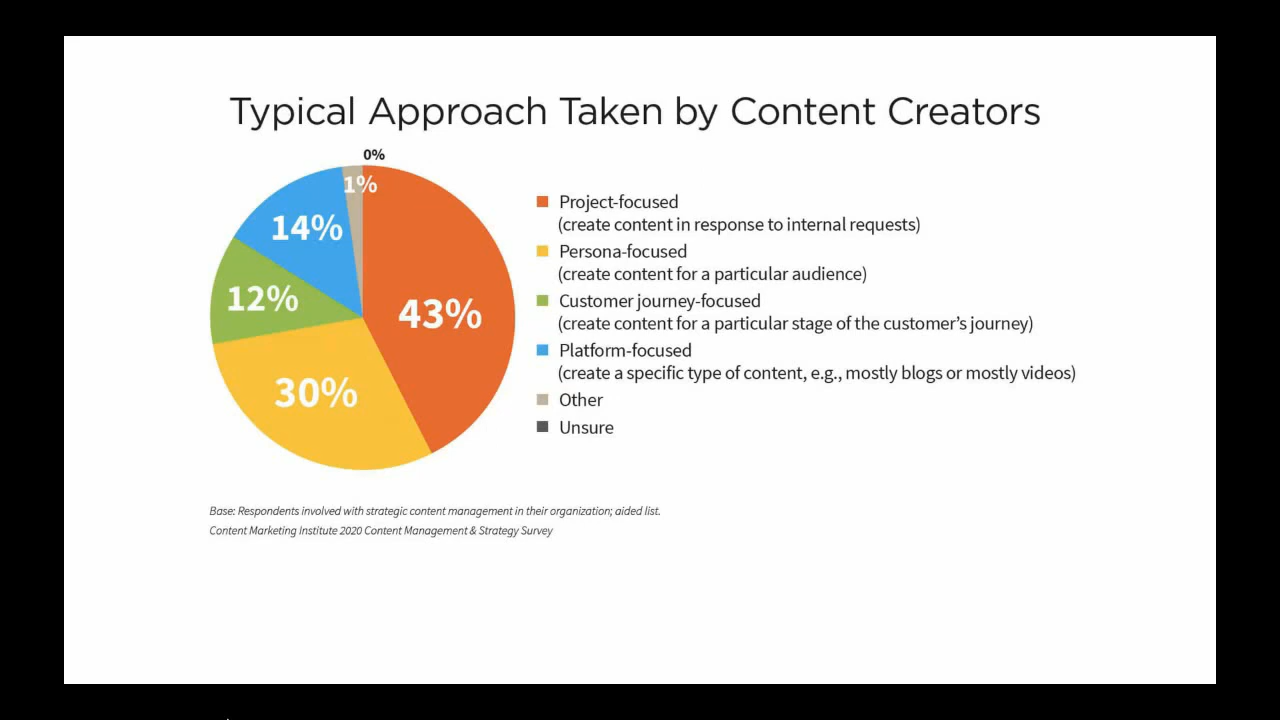 Typical Approach Taken by Content Creators
0%
1%
14%
12%
43%
30%
Project-focused
(create content in response to internal requests)
Persona-focused
(create content for a particular audience)
Customer journey-focused
(create content for a particular stage of the customer’s journey)
Platform-focused
(create a specific type of content, e.g., mostly blogs or mostly videos)
Other
Unsure
Base: Respondents involved with strategic content management in their organization; aided list.
Content Marketing Institute 2020 Content Management & Strategy Survey